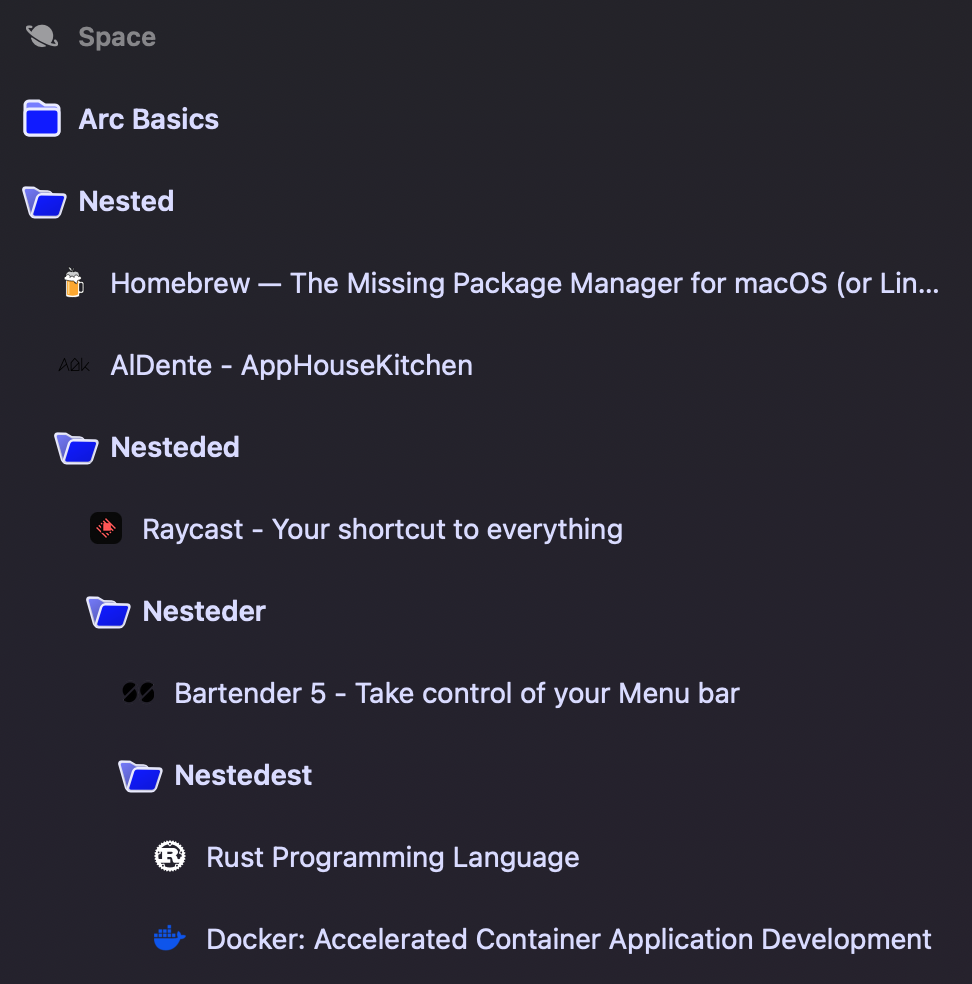 Space
Arc Basics
Nested
Homebrew — The Missing Package Manager for macOS (or Lin...
A0k AlDente - AppHouseKitchen
Nesteded
Raycast - Your shortcut to everything
Nesteder
Bartender 5 - Take control of your Menu bar
Nestedest
R Rust Programming Language
Docker: Accelerated Container Application Development